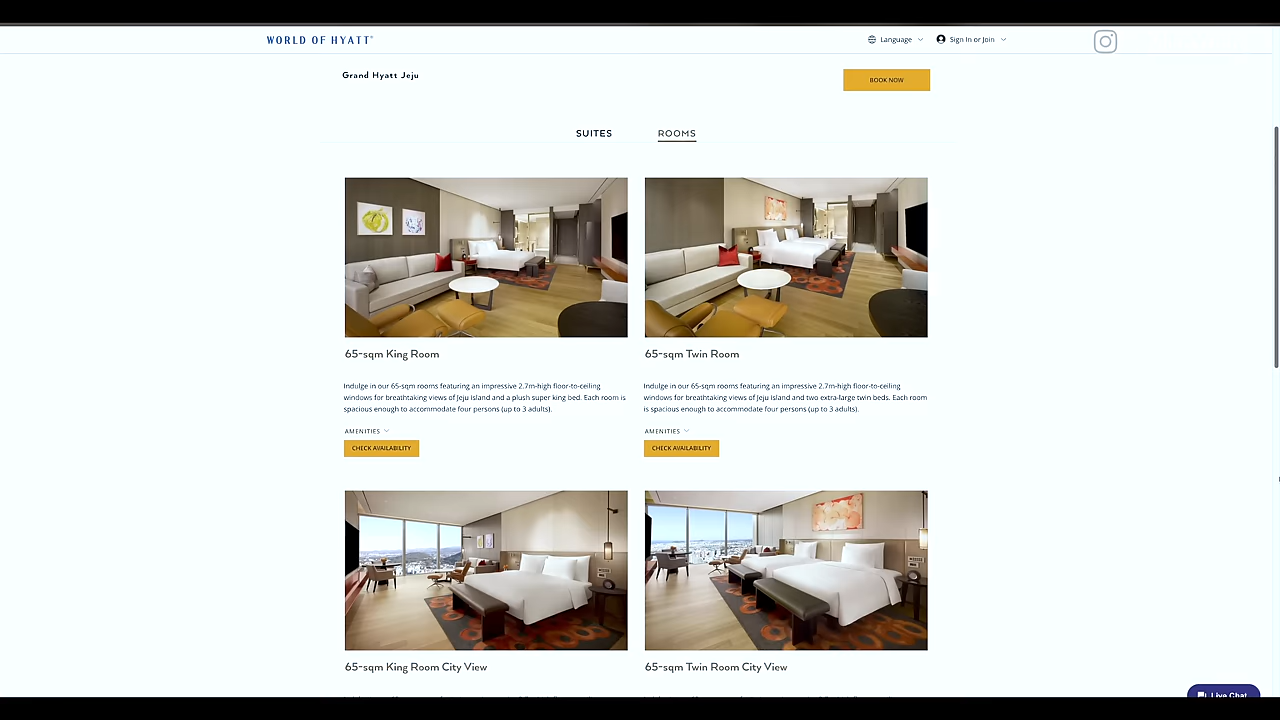 WORLD OF HYATT
Language
Sign In or Join
Grand Hyatt Jeju
BOOK NOW
SUITES
ROOMS
65-sqm King Room
Indulge in our 65-sqm rooms featuring an impressive 2.7m-high floor-to-ceiling
windows for breathtaking views of Jeju island and a plush super king bed. Each room is
spacious enough to accommodate four persons (up to 3 adults).
AMENITIES
CHECK AVAILABILITY
65-sqm Twin Room
Indulge in our 65-sqm rooms featuring an impressive 2.7m-high floor-to-ceiling
windows for breathtaking views of Jeju island and two extra-large twin beds. Each room
is spacious enough to accommodate four persons (up to 3 adults).
AMENITIES
CHECK AVAILABILITY
65-sqm King Room City View
65-sqm Twin Room City View
Live Chat